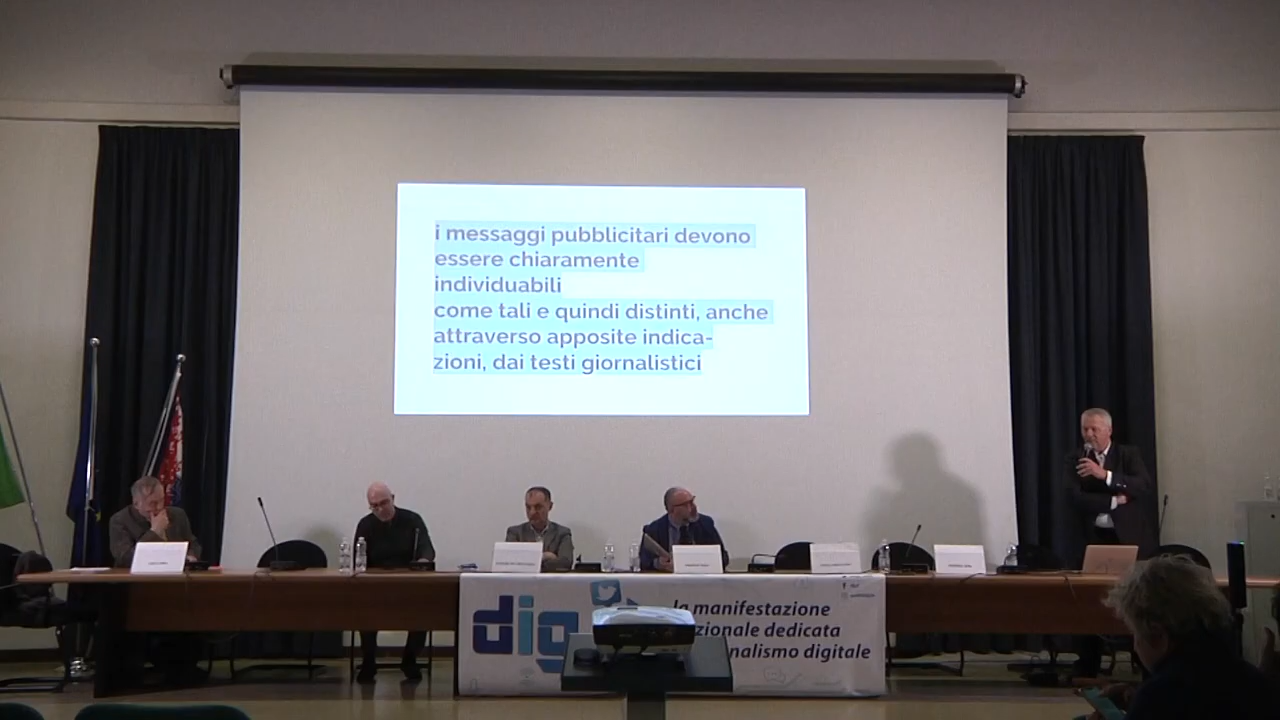 i messaggi pubblicitari devono
essere chiaramente
individuabili
come tali e quindi distinti, anche
attraverso apposite indica-
zioni, dai testi giornalistici
dig
la manifestazione
zionale dedicata
nalismo digitale